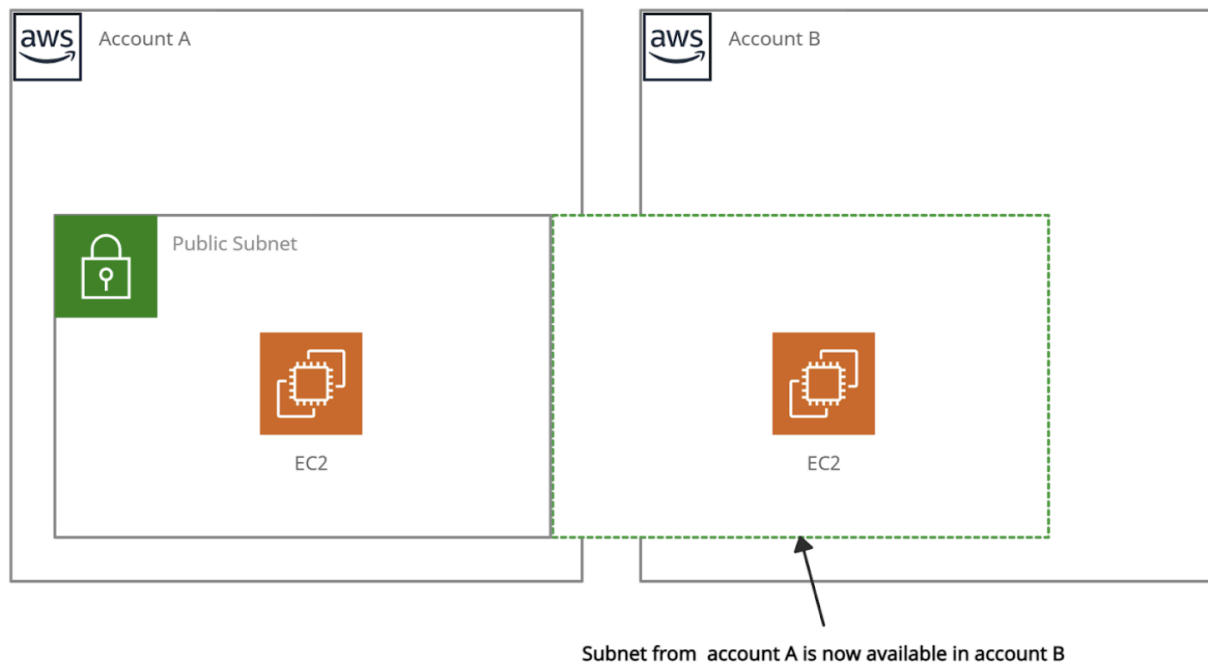 aws
Account A
aws
Account B
Public Subnet
EC2
EC2
Subnet from account A is now available in account B